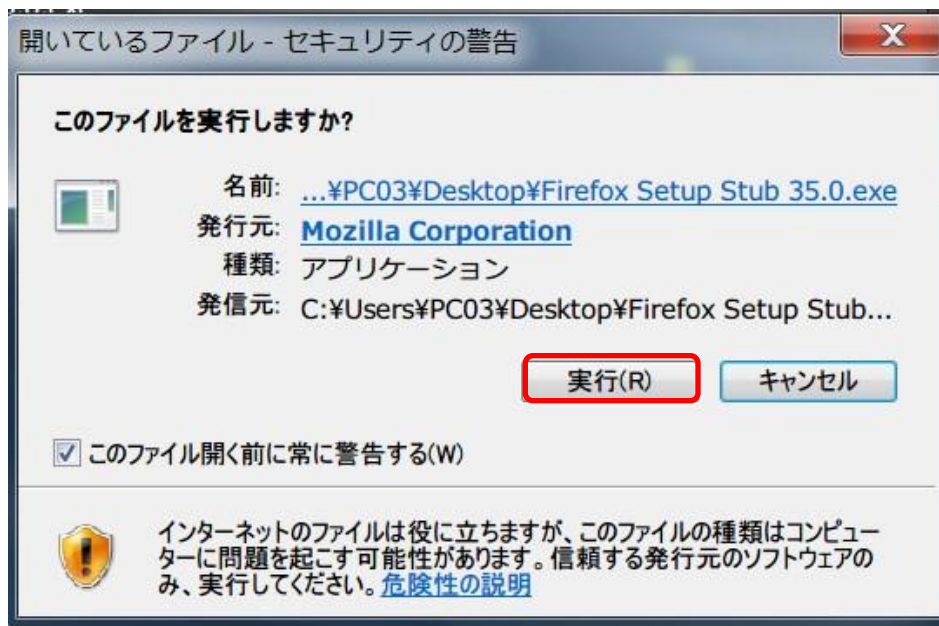 開いているファイル - セキュリティの警告
このファイルを実行しますか?
名前: ...¥PC03¥Desktop¥Firefox Setup Stub 35.0.exe
発行元: Mozilla Corporation
種類: アプリケーション
発信元: C:¥Users¥PC03¥Desktop¥Firefox Setup Stub...
実行(R) キャンセル
このファイル開く前に常に警告する(W)
インターネットのファイルは役に立ちますが、このファイルの種類はコンピュー
ターに問題を起こす可能性があります。信頼する発行元のソフトウェアの
み、実行してください。危険性の説明